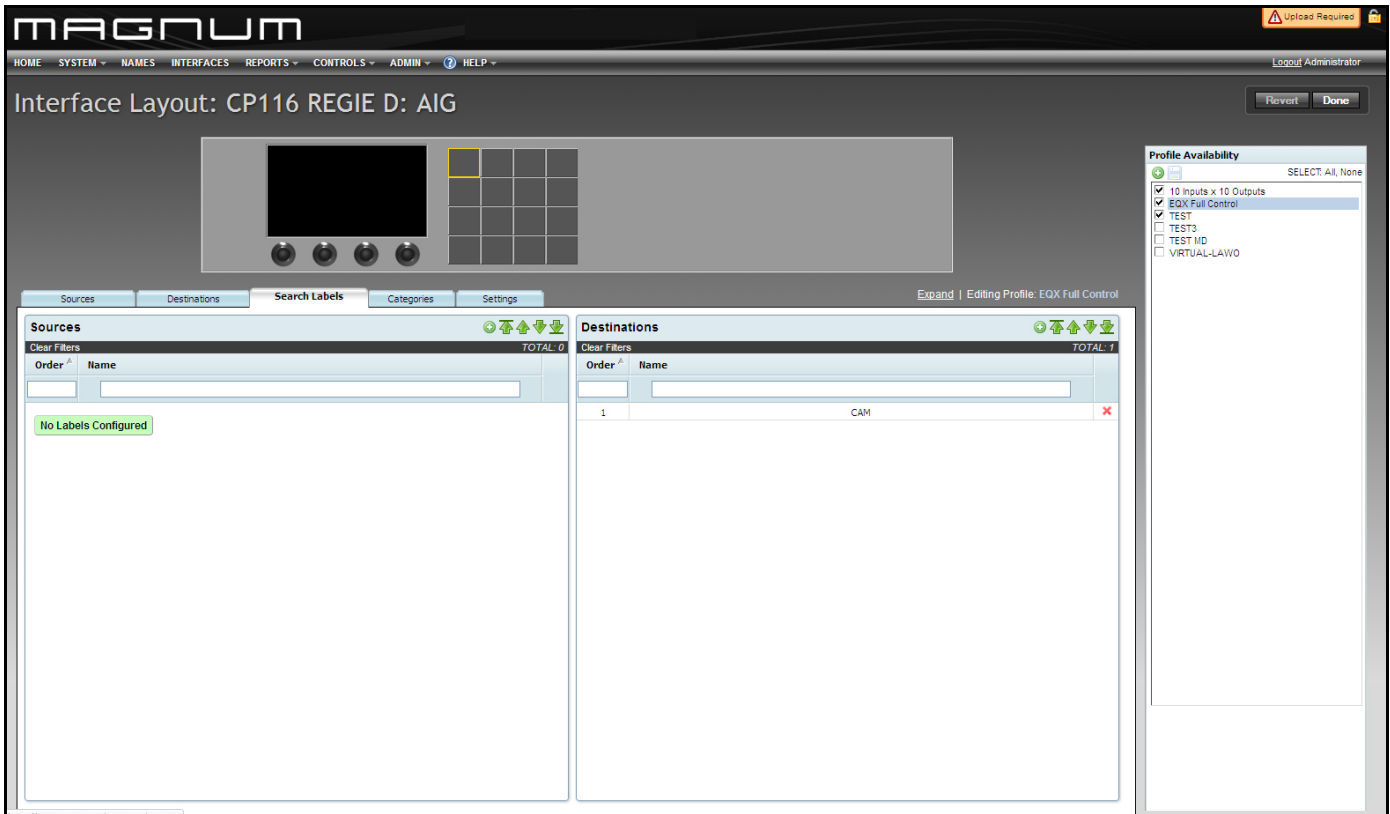 MAGNUM
Upload Required
HOME SYSTEM NAMES INTERFACES REPORTS CONTROLS ADMIN ? HELP
Logout Administrator
Interface Layout: CP116 REGIE D: AIG
Revert Done
Profile Availability
SELECT: All, None
10 Inputs x 10 Outputs
EQX Full Control
TEST
TEST3
TEST MD
VIRTUAL-LAWO
Sources Destinations Search Labels Categories Settings
Expand | Editing Profile: EQX Full Control
Sources
Clear Filters TOTAL: 0
Order Name
No Labels Configured
Destinations
Clear Filters TOTAL: 1
Order Name
1 CAM